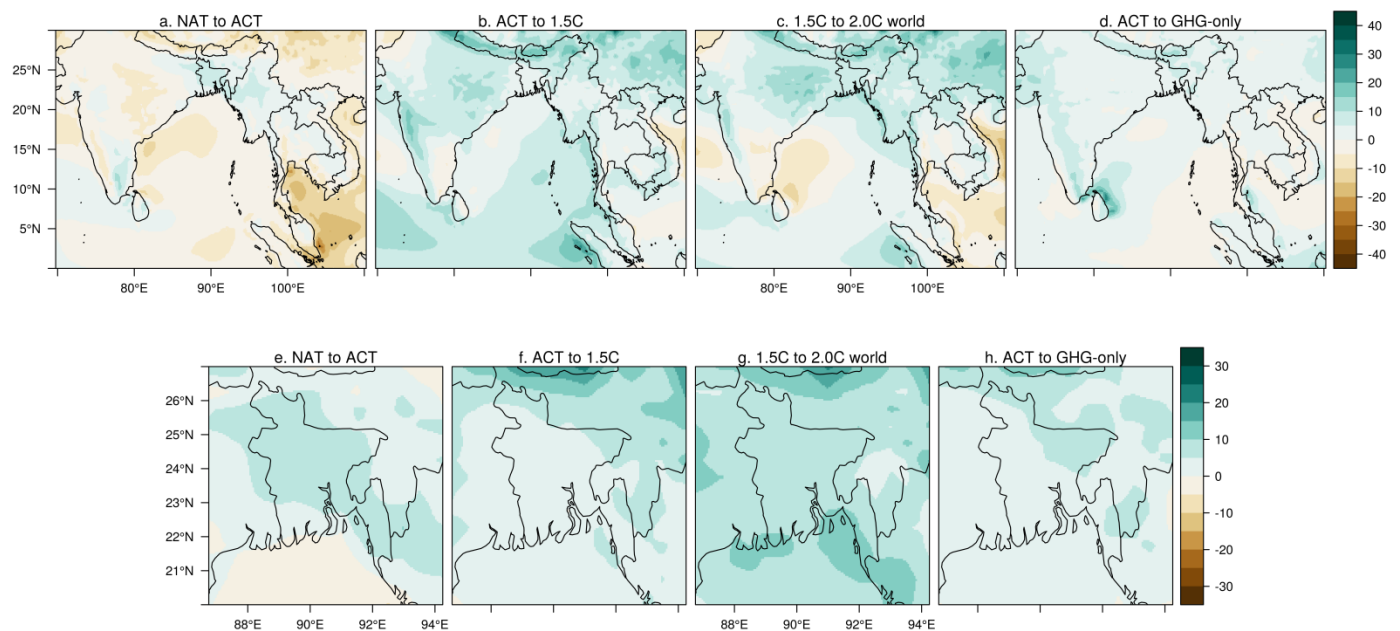 a. NAT to ACT
b. ACT to 1.5C
c. 1.5C to 2.0C world
d. ACT to GHG-only
25°N
20°N
15°N
10°N
5°N
80°E 90°E 100°E
80°E 90°E 100°E
40
30
20
10
0
-10
-20
-30
-40
e. NAT to ACT
f. ACT to 1.5C
g. 1.5C to 2.0C world
h. ACT to GHG-only
26°N
25°N
24°N
23°N
22°N
21°N
88°E 90°E 92°E 94°E
88°E 90°E 92°E 94°E
30
20
10
0
-10
-20
-30